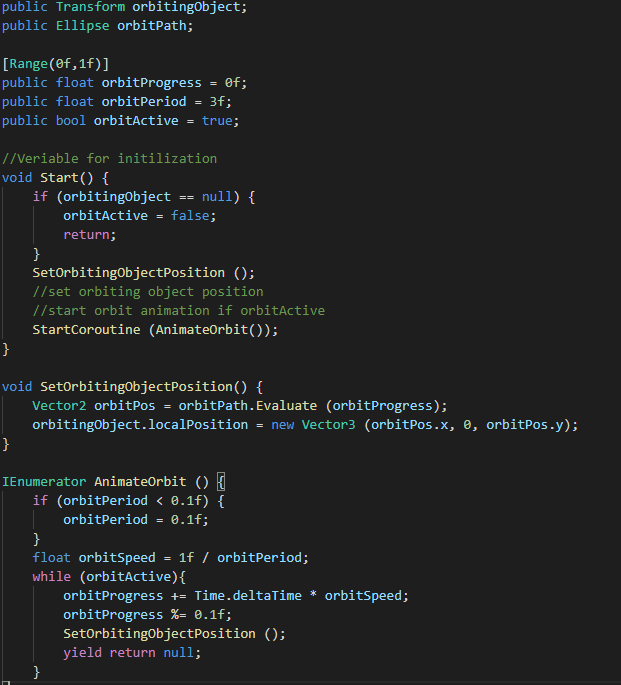 public Transform orbitingObject;
public Ellipse orbitPath;
[Range(0f,1f)]
public float orbitProgress = 0f;
public float orbitPeriod = 3f;
public bool orbitActive = true;
//Veriable for initilization
void Start() {
if (orbitingObject == null) {
orbitActive = false;
return;
}
SetOrbitingObjectPosition ();
//set orbiting object position
//start orbit animation if orbitActive
StartCoroutine (AnimateOrbit());
}
void SetOrbitingObjectPosition() {
Vector2 orbitPos = orbitPath.Evaluate (orbitProgress);
orbitingObject.localPosition = new Vector3 (orbitPos.x, 0, orbitPos.y);
}
IEnumerator AnimateOrbit () {
if (orbitPeriod < 0.1f) {
orbitPeriod = 0.1f;
}
float orbitSpeed = 1f / orbitPeriod;
while (orbitActive){
orbitProgress += Time.deltaTime * orbitSpeed;
orbitProgress %= 0.1f;
SetOrbitingObjectPosition ();
yield return null;
}